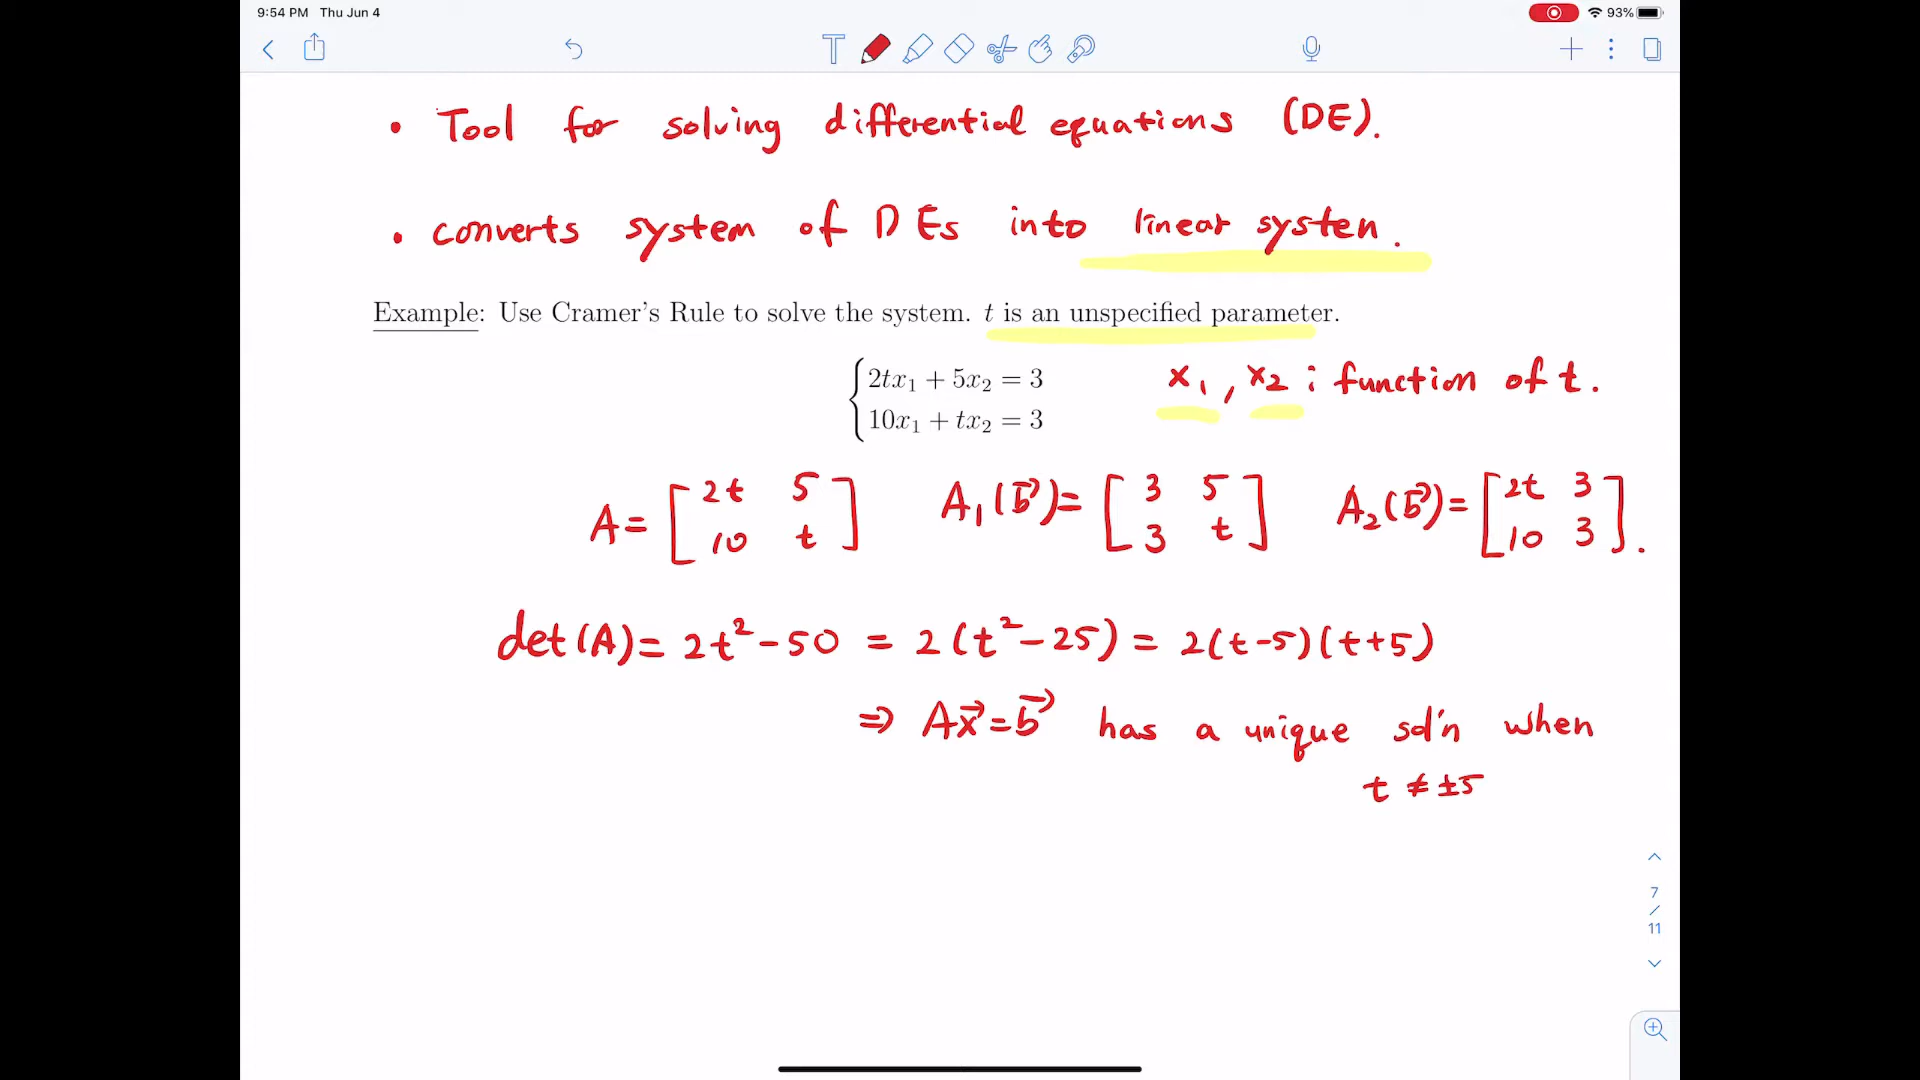 9:54 PM Thu Jun 4 93%
• Tool for solving differential equations (DE).
• converts system of DEs into linear systen.
Example: Use Cramer's Rule to solve the system. t is an unspecified parameter.
2tx₁ + 5x₂ = 3
x₁, x₂ : function of t.
10x₁ + tx₂ = 3
A = [2t 5; 10 t] A₁(b⃗) = [3 5; 3 t] A₂(b⃗) = [2t 3; 10 3].
det(A) = 2t² - 50 = 2(t² - 25) = 2(t-5)(t+5)
⇒ Ax⃗ = b⃗ has a unique sol'n when
t ≠ ±5
7
/
11